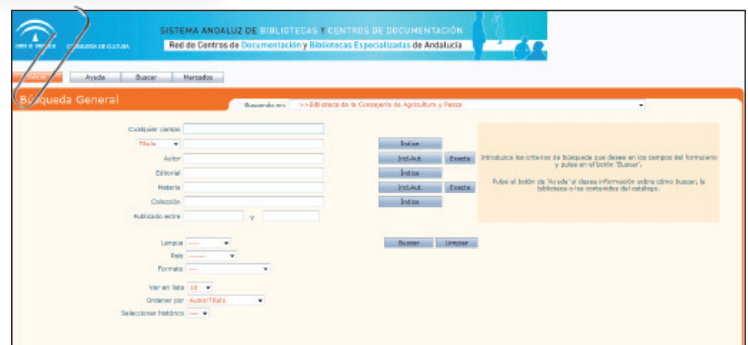 SISTEMA ANDALUZ DE BIBLIOTECAS Y CENTROS DE DOCUMENTACIÓN
CONSEJERÍA DE CULTURA
Red de Centros de Documentación y Bibliotecas Especializadas de Andalucía
Ayuda Buscar Mercados
Búsqueda General
Buscando en: >>Biblioteca de la Consejería de Agricultura y Pesca
Cualquier campo
Título Índice
Autor Ind.Aut. Exacta
Editorial Índice
Materia Ind.Aut. Exacta
Colección Índice
Publicado entre y
Introduzca los criterios de búsqueda que desee en los campos del formulario
y pulse en el botón 'Buscar'.
Pulse el botón de 'Ayuda' si desea información sobre cómo buscar, la
biblioteca o los contenidos del catálogo.
Lengua ----
Buscar Limpiar
País ------
Formato ---
Ver en lista 10
Ordenar por Autor/Título
Seleccionar histórico ---